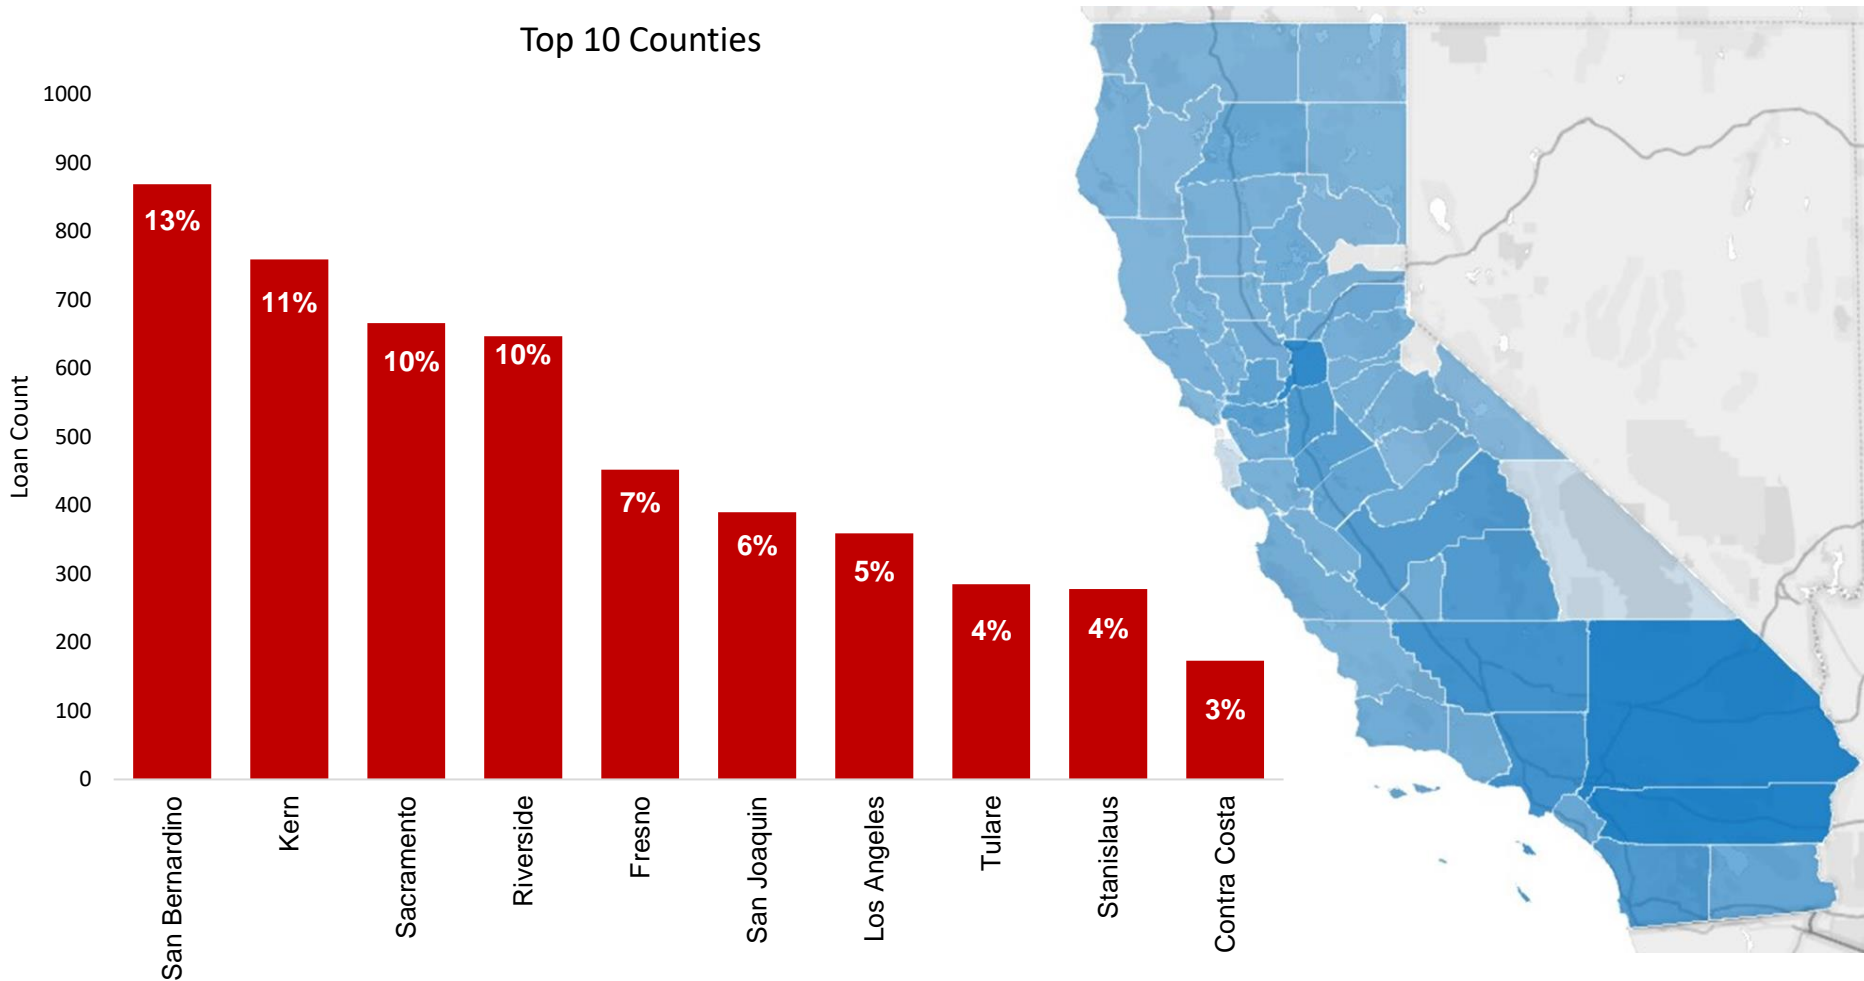 Top 10 Counties
Loan Count
1000
900
800
700
600
500
400
300
200
100
0
13%
11%
10%
10%
7%
6%
5%
4%
4%
3%
San Bernardino
Kern
Sacramento
Riverside
Fresno
San Joaquin
Los Angeles
Tulare
Stanislaus
Contra Costa